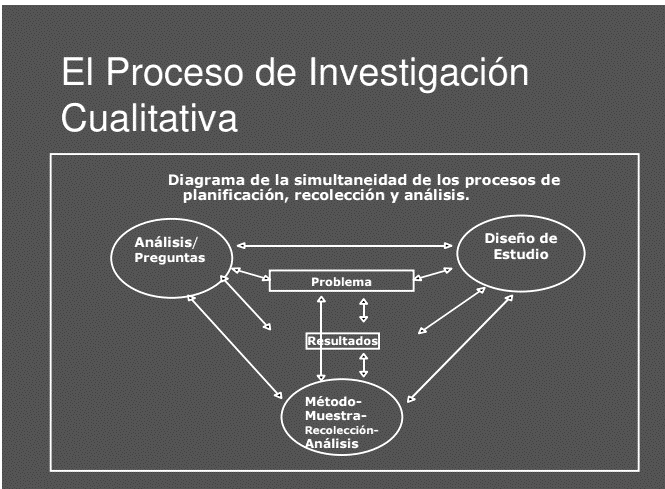 El Proceso de Investigación
Cualitativa
Diagrama de la simultaneidad de los procesos de
planificación, recolección y análisis.
Análisis/
Preguntas
Diseño de
Estudio
Problema
Resultados
Método-
Muestra-
Recolección-
Análisis